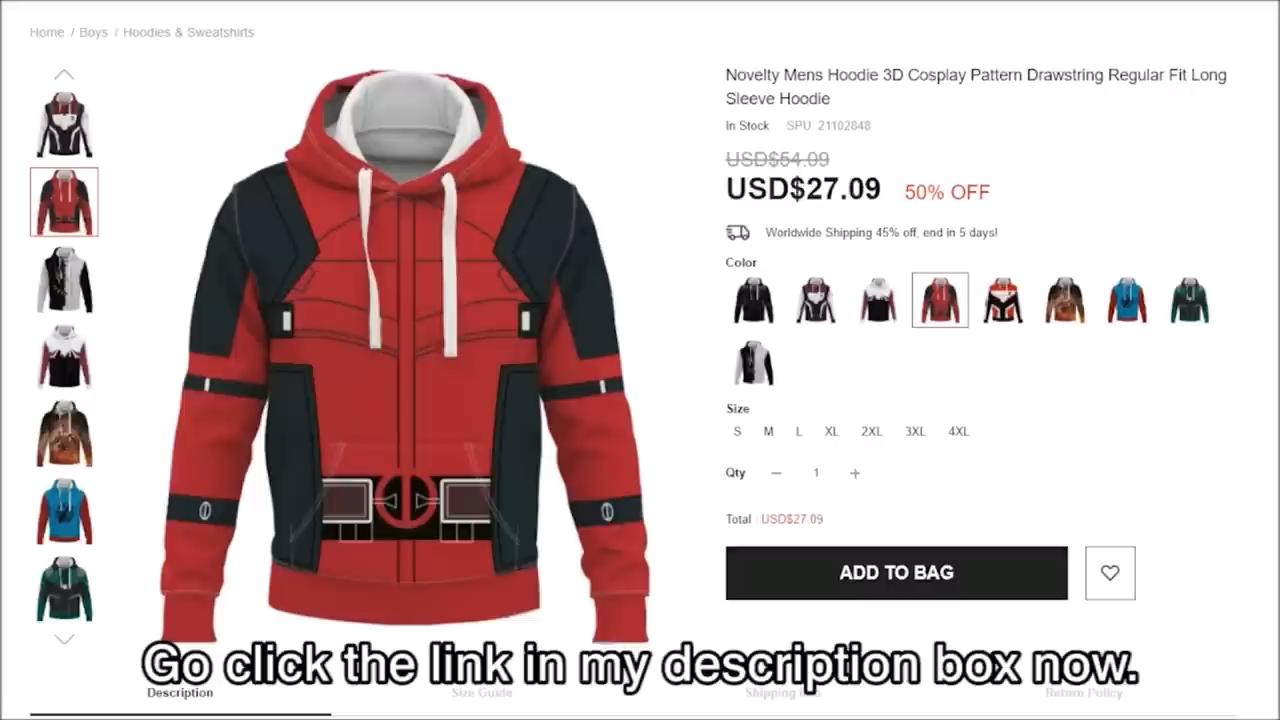 Home / Boys / Hoodies & Sweatshirts
Novelty Mens Hoodie 3D Cosplay Pattern Drawstring Regular Fit Long
Sleeve Hoodie
In Stock SPU 21102848
USD$54.09
USD$27.09 50% OFF
Worldwide Shipping 45% off, end in 5 days!
Color
Size
S M L XL 2XL 3XL 4XL
Qty — 1 +
Total : USD$27.09
ADD TO BAG
Go click the link in my description box now.
Description Size Guide Shipping Return Policy